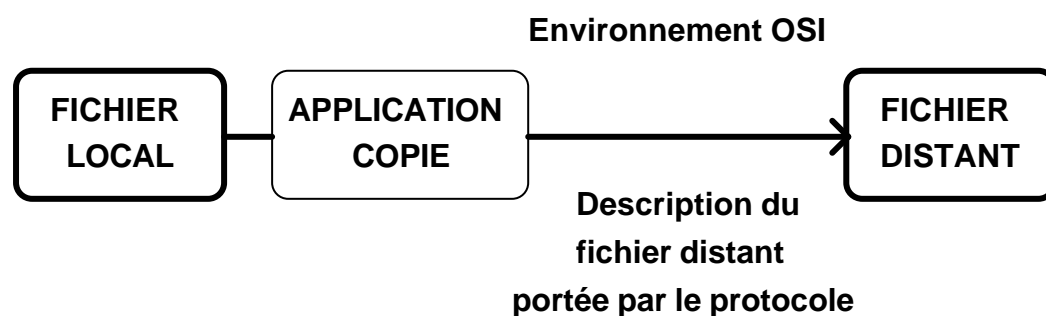 Environnement OSI
FICHIER
LOCAL
APPLICATION
COPIE
FICHIER
DISTANT
Description du
fichier distant
portée par le protocole